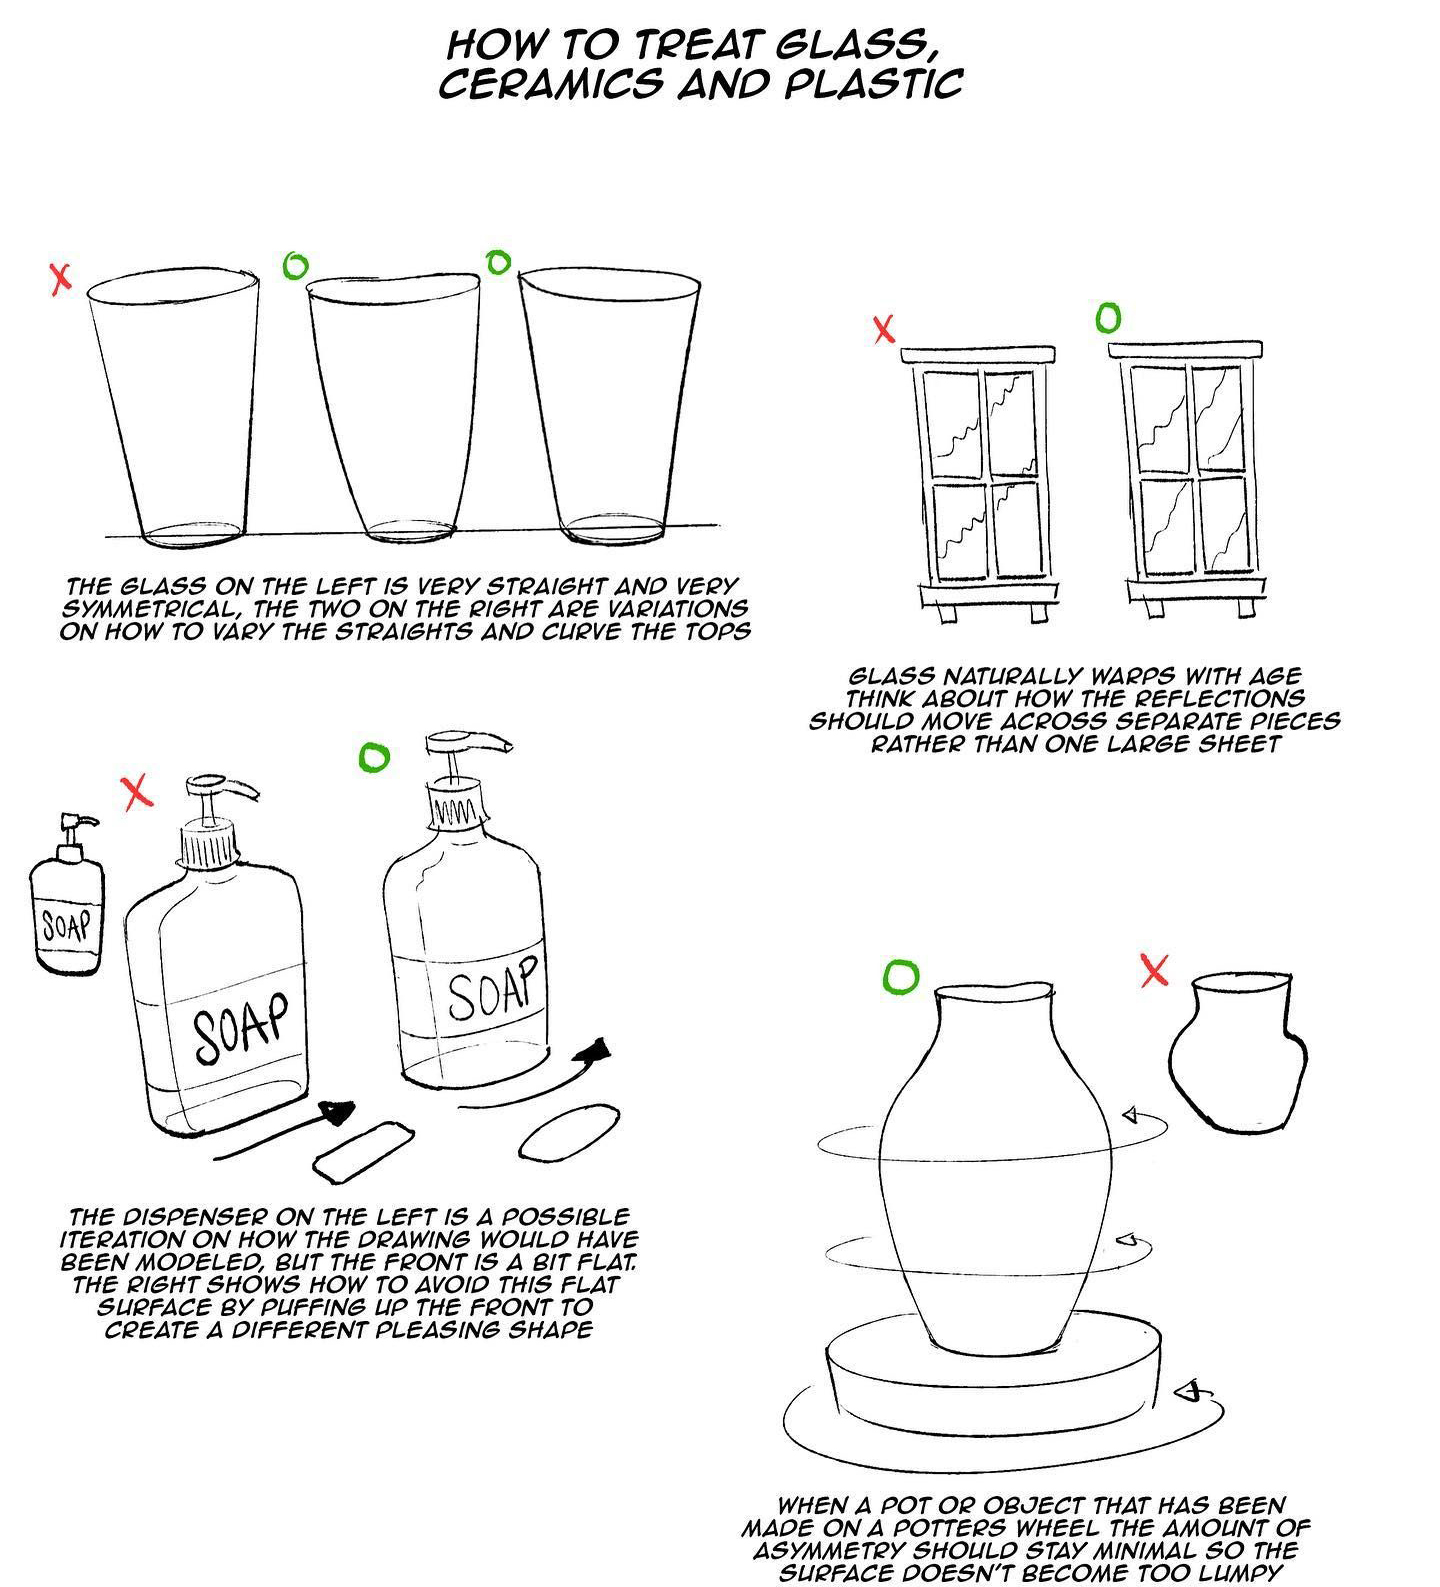 HOW TO TREAT GLASS,
CERAMICS AND PLASTIC
THE GLASS ON THE LEFT IS VERY STRAIGHT AND VERY
SYMMETRICAL, THE TWO ON THE RIGHT ARE VARIATIONS
ON HOW TO VARY THE STRAIGHTS AND CURVE THE TOPS
GLASS NATURALLY WARPS WITH AGE
THINK ABOUT HOW THE REFLECTIONS
SHOULD MOVE ACROSS SEPARATE PIECES
RATHER THAN ONE LARGE SHEET
SOAP
SOAP
SOAP
THE DISPENSER ON THE LEFT IS A POSSIBLE
ITERATION ON HOW THE DRAWING WOULD HAVE
BEEN MODELED, BUT THE FRONT IS A BIT FLAT.
THE RIGHT SHOWS HOW TO AVOID THIS FLAT
SURFACE BY PUFFING UP THE FRONT TO
CREATE A DIFFERENT PLEASING SHAPE
WHEN A POT OR OBJECT THAT HAS BEEN
MADE ON A POTTERS WHEEL THE AMOUNT OF
ASYMMETRY SHOULD STAY MINIMAL SO THE
SURFACE DOESN'T BECOME TOO LUMPY